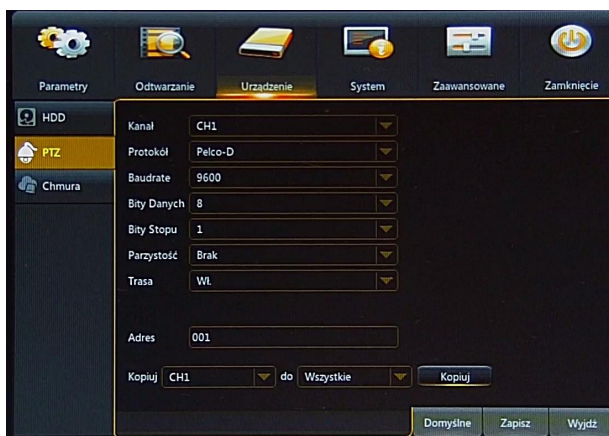 Parametry Odtwarzanie Urządzenie System Zaawansowane Zamknięcie
HDD
PTZ
Chmura
Kanał CH1
Protokół Pelco-D
Baudrate 9600
Bity Danych 8
Bity Stopu 1
Parzystość Brak
Trasa Wł.
Adres 001
Kopiuj CH1 do Wszystkie Kopiuj
Domyślne Zapisz Wyjdź